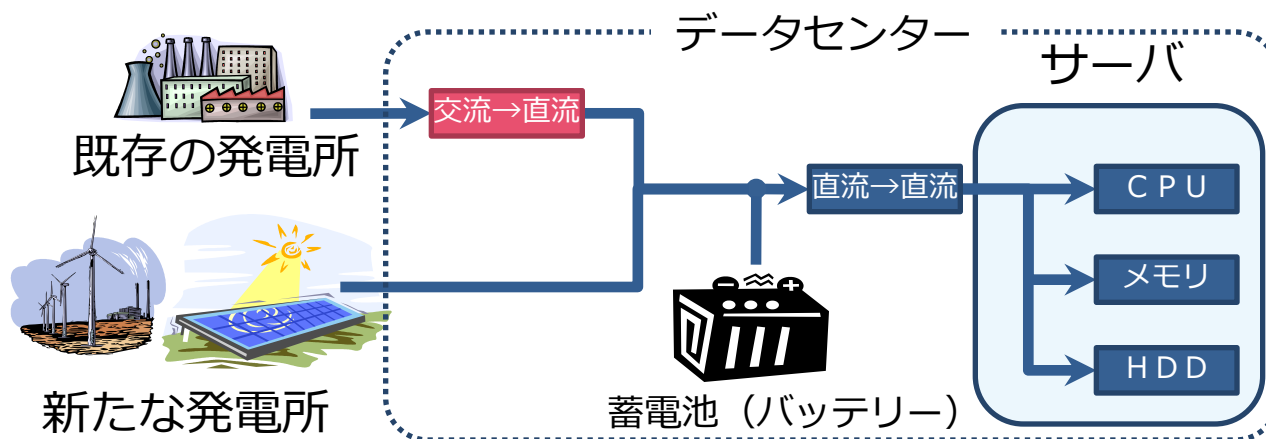 データセンター
サーバ
交流→直流
既存の発電所
直流→直流
ＣＰＵ
メモリ
ＨＤＤ
新たな発電所
蓄電池（バッテリー）